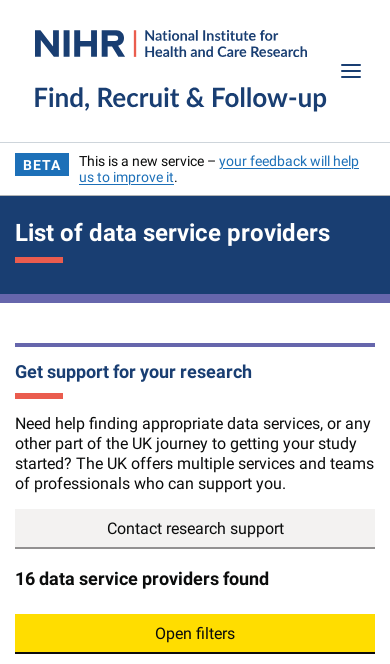 NIHR | National Institute for
Health and Care Research
Find, Recruit & Follow-up
BETA This is a new service – your feedback will help
us to improve it.
List of data service providers
Get support for your research
Need help finding appropriate data services, or any
other part of the UK journey to getting your study
started? The UK offers multiple services and teams
of professionals who can support you.
Contact research support
16 data service providers found
Open filters